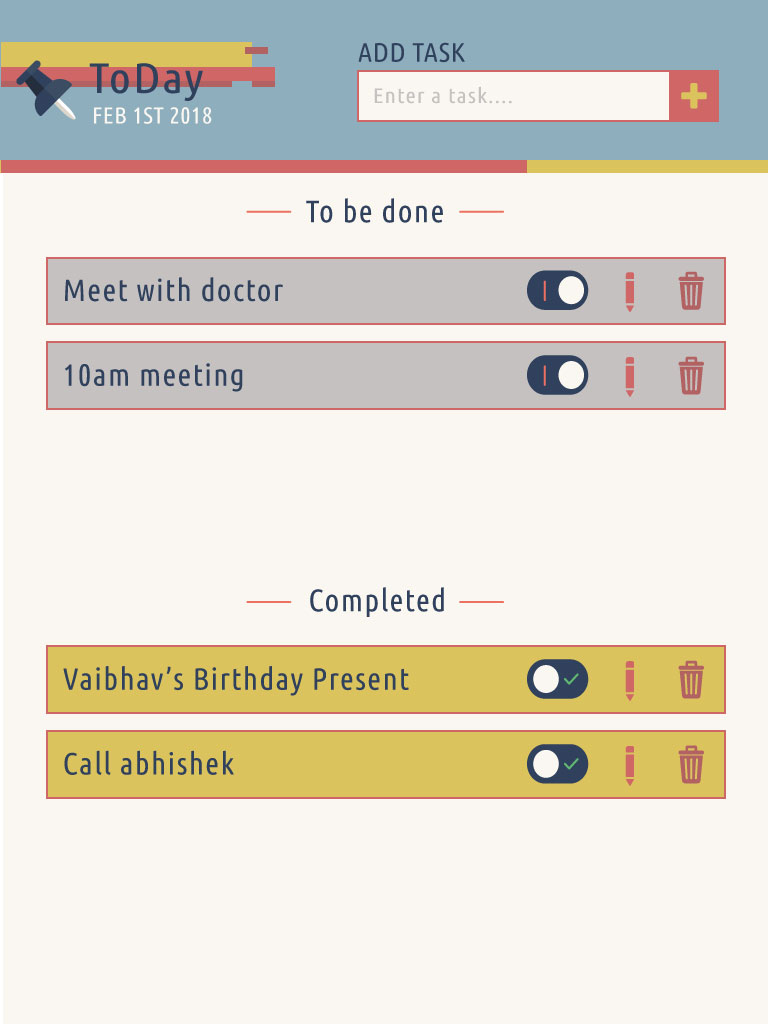 ToDay
FEB 1ST 2018
ADD TASK
Enter a task....
To be done
Meet with doctor
10am meeting
Completed
Vaibhav’s Birthday Present
Call abhishek